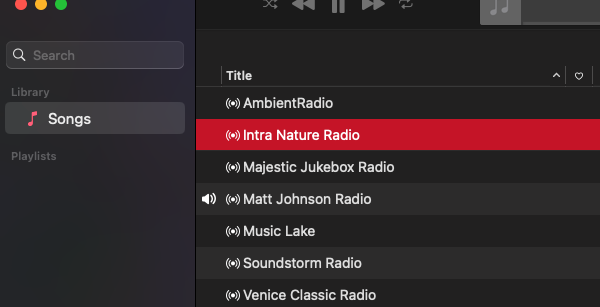 Search
Library
Songs
Playlists
Title
AmbientRadio
Intra Nature Radio
Majestic Jukebox Radio
Matt Johnson Radio
Music Lake
Soundstorm Radio
Venice Classic Radio